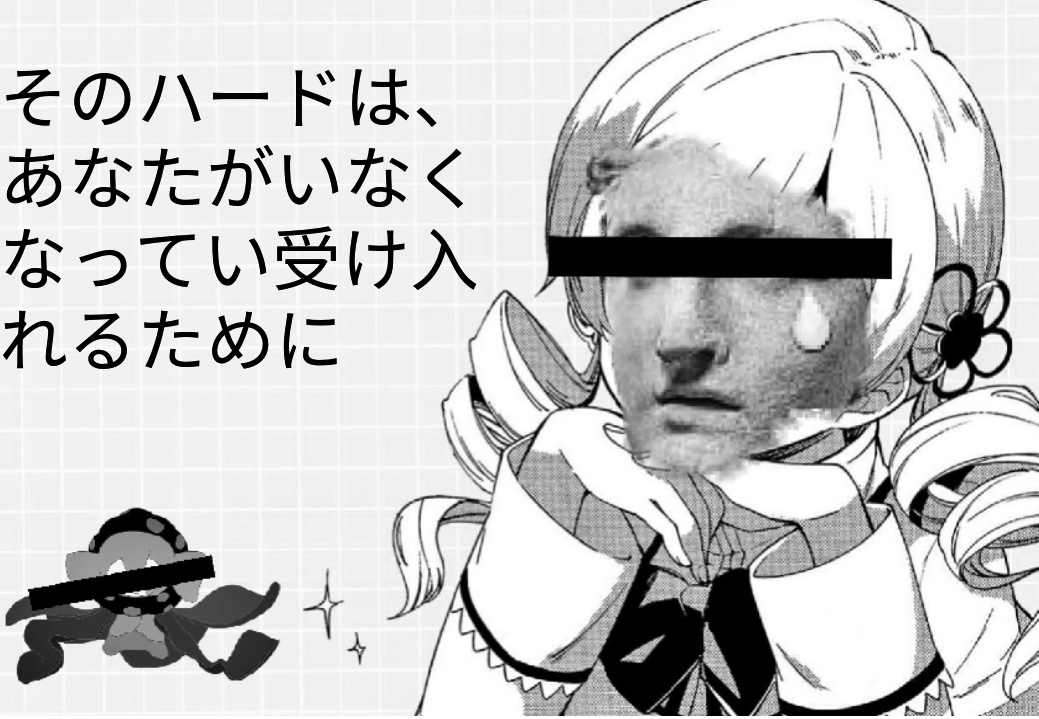 そのハードは、
あなたがいなく
なってい受け入
れるために